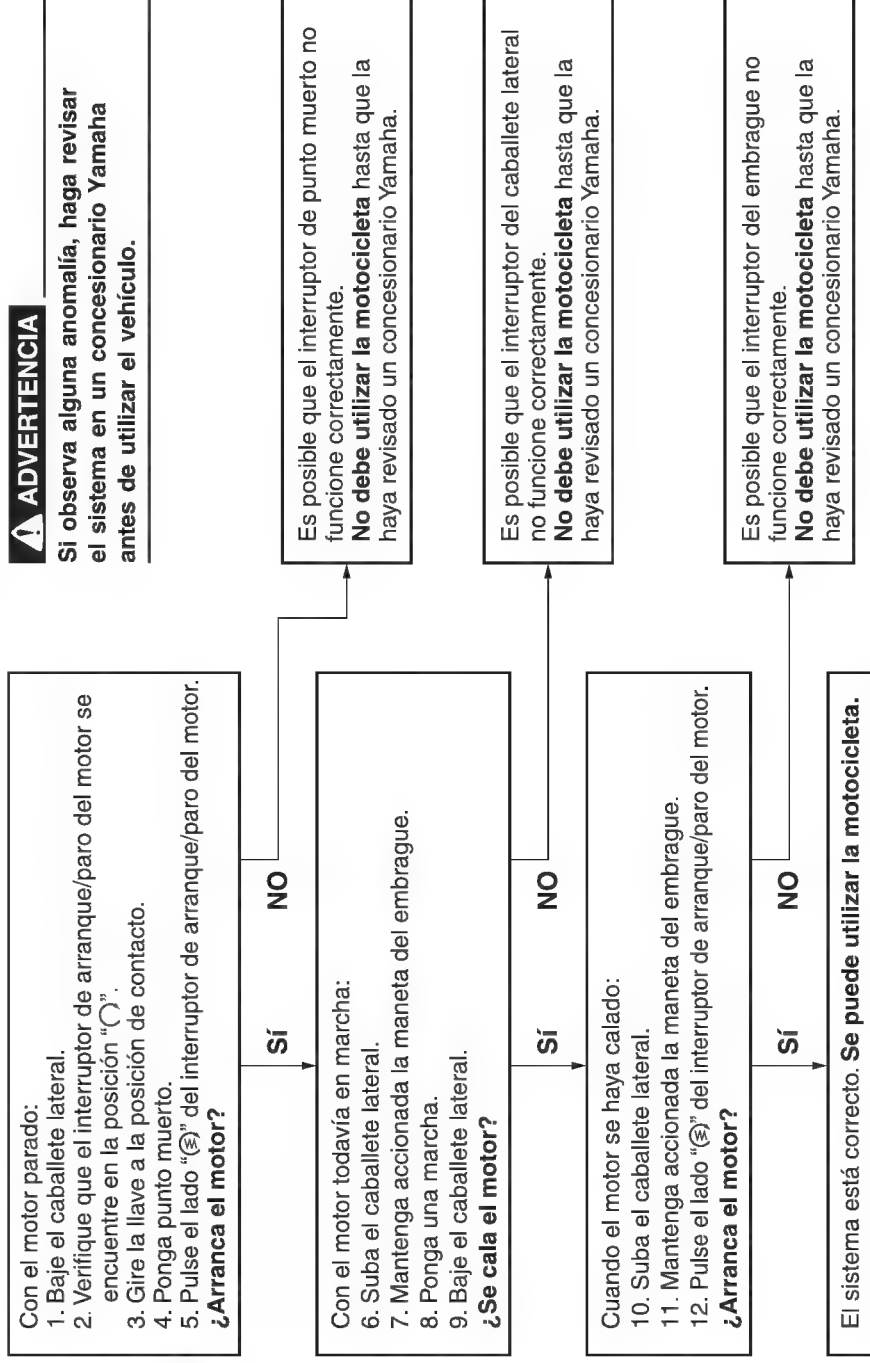 Con el motor parado:
1. Baje el caballete lateral.
2. Verifique que el interruptor de arranque/paro del motor se
encuentre en la posición “◯”.
3. Gire la llave a la posición de contacto.
4. Ponga punto muerto.
5. Pulse el lado “” del interruptor de arranque/paro del motor.
¿Arranca el motor?
SÍ
NO
Con el motor todavía en marcha:
6. Suba el caballete lateral.
7. Mantenga accionada la maneta del embrague.
8. Ponga una marcha.
9. Baje el caballete lateral.
¿Se cala el motor?
SÍ
NO
Cuando el motor se haya calado:
10. Suba el caballete lateral.
11. Mantenga accionada la maneta del embrague.
12. Pulse el lado “” del interruptor de arranque/paro del motor.
¿Arranca el motor?
SÍ
NO
El sistema está correcto. Se puede utilizar la motocicleta.
ADVERTENCIA
Si observa alguna anomalía, haga revisar
el sistema en un concesionario Yamaha
antes de utilizar el vehículo.
Es posible que el interruptor de punto muerto no
funcione correctamente.
No debe utilizar la motocicleta hasta que la
haya revisado un concesionario Yamaha.
Es posible que el interruptor del caballete lateral
no funcione correctamente.
No debe utilizar la motocicleta hasta que la
haya revisado un concesionario Yamaha.
Es posible que el interruptor del embrague no
funcione correctamente.
No debe utilizar la motocicleta hasta que la
haya revisado un concesionario Yamaha.